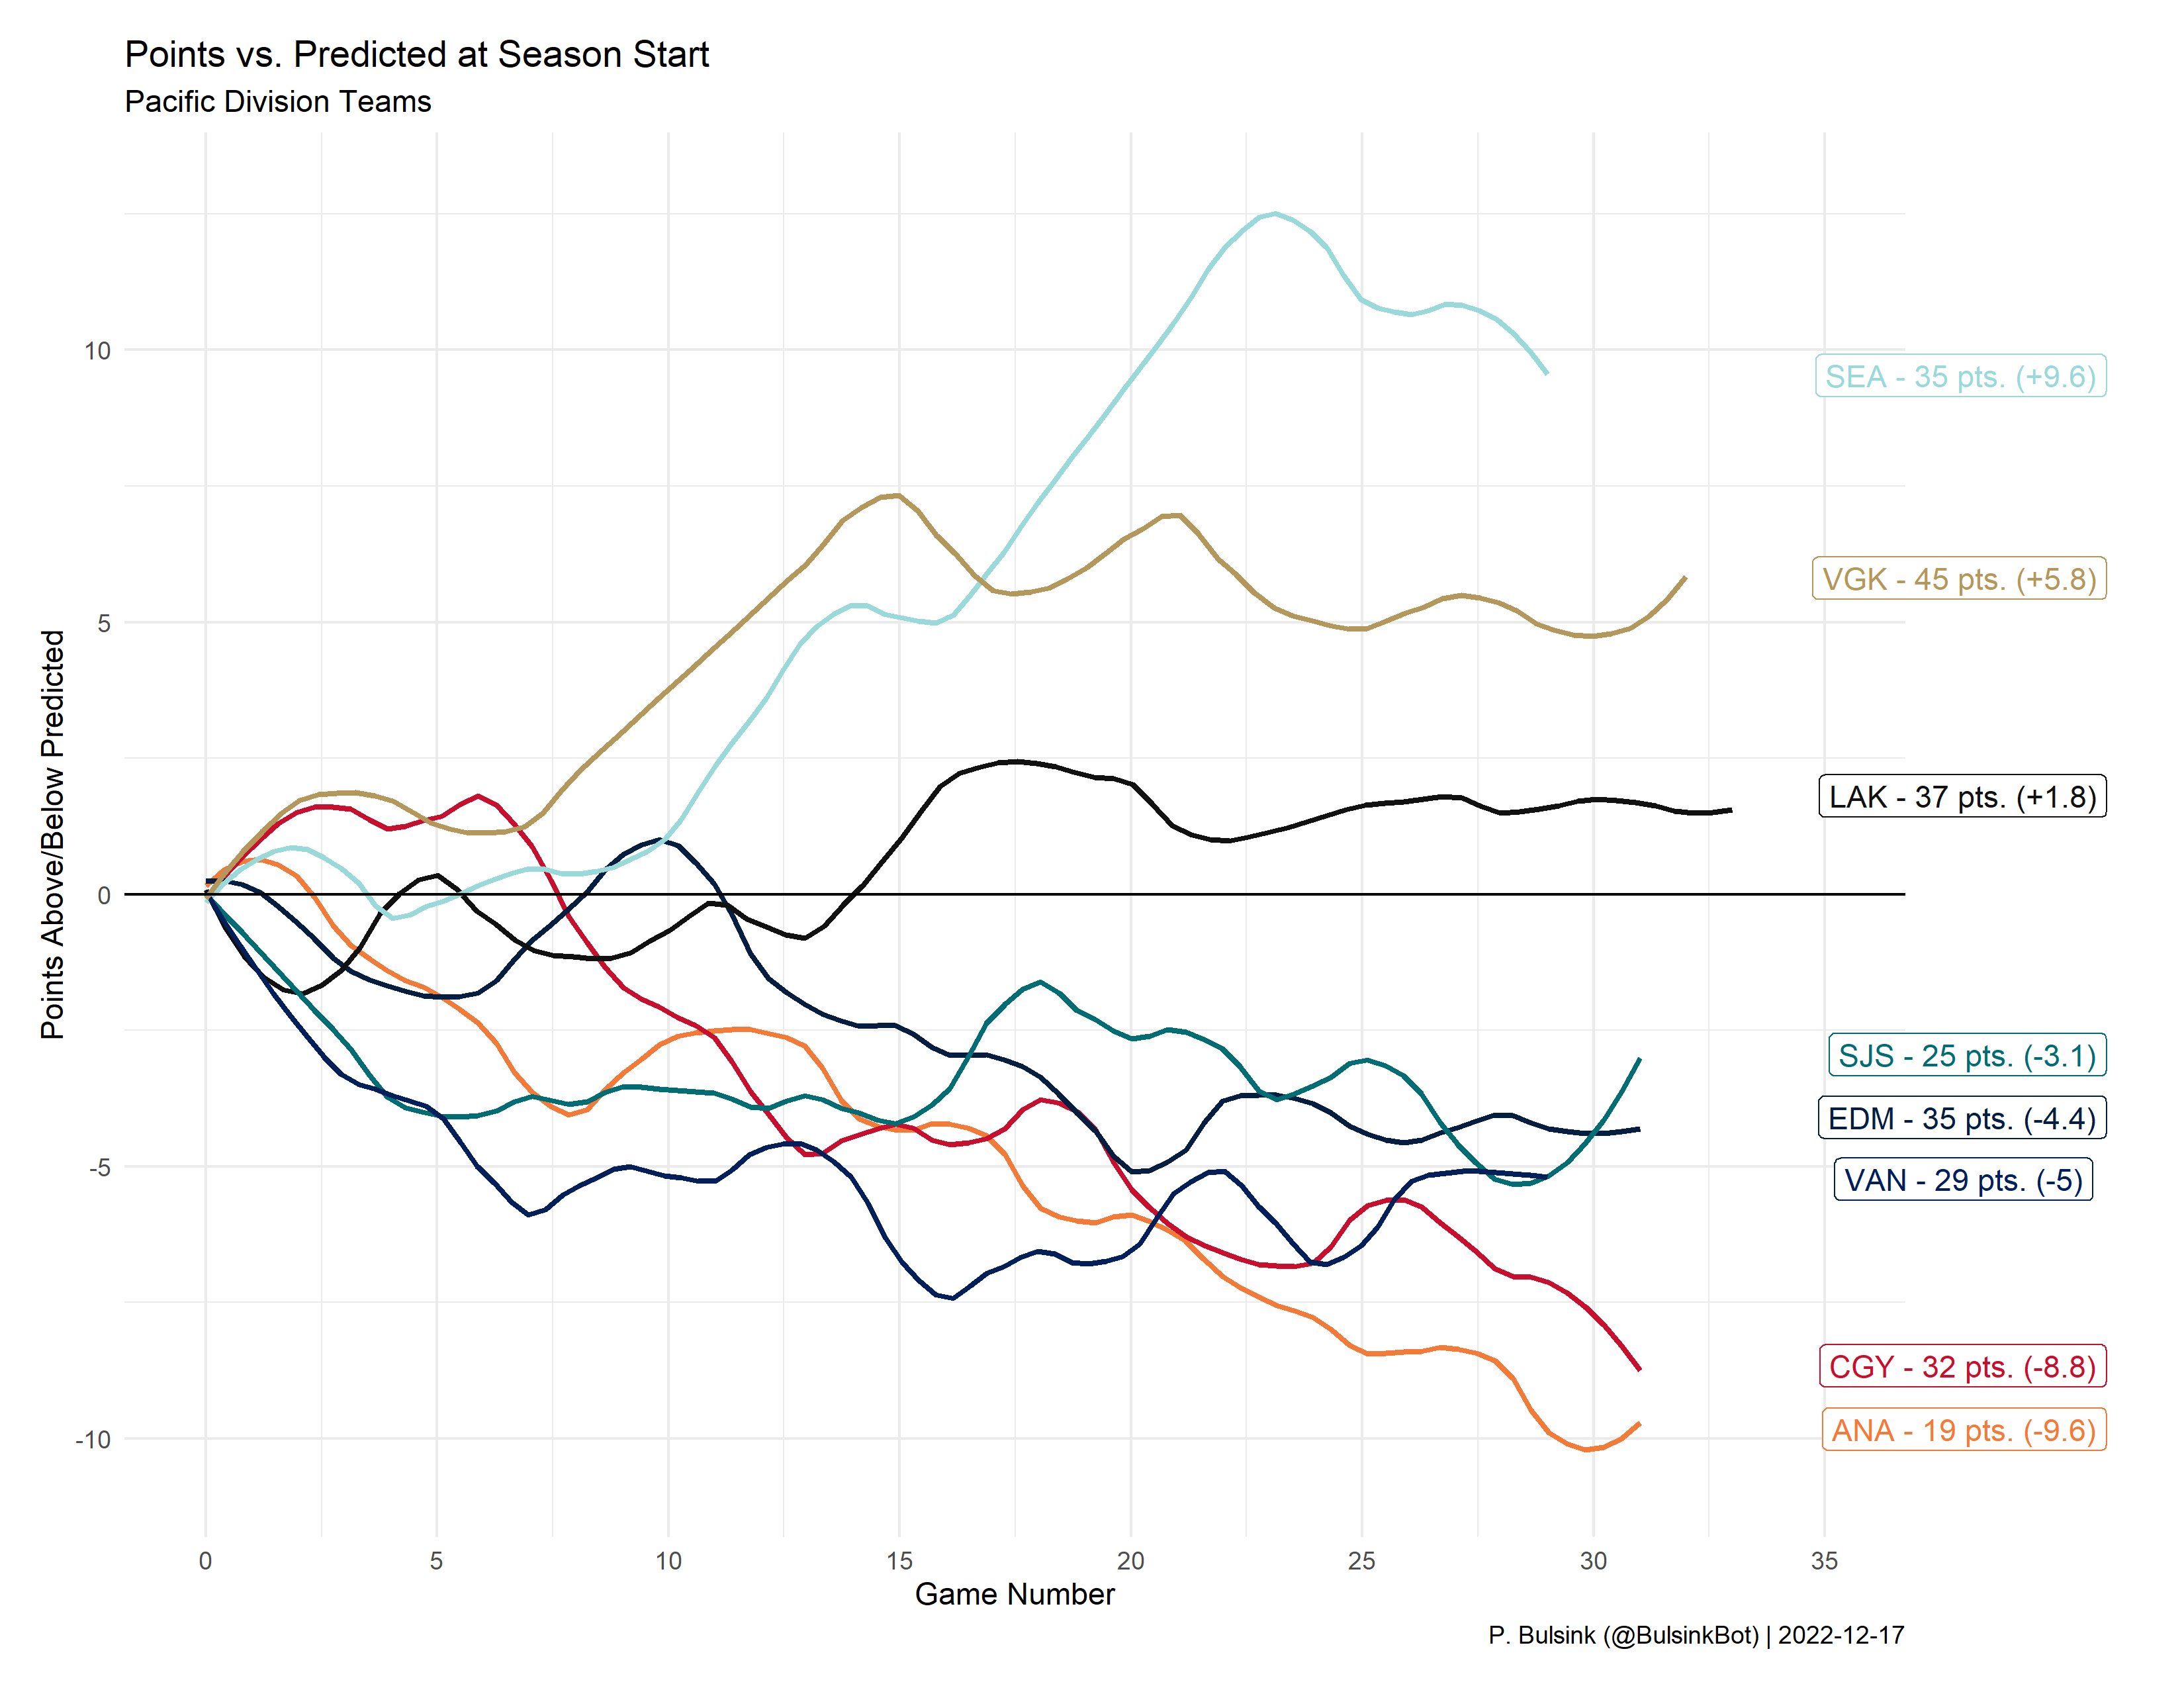 Points vs. Predicted at Season Start
Pacific Division Teams
Points Above/Below Predicted
10
5
0
-5
-10
SEA - 35 pts. (+9.6)
VGK - 45 pts. (+5.8)
LAK - 37 pts. (+1.8)
SJS - 25 pts. (-3.1)
EDM - 35 pts. (-4.4)
VAN - 29 pts. (-5)
CGY - 32 pts. (-8.8)
ANA - 19 pts. (-9.6)
0 5 10 15 20 25 30 35
Game Number
P. Bulsink (@BulsinkBot) | 2022-12-17